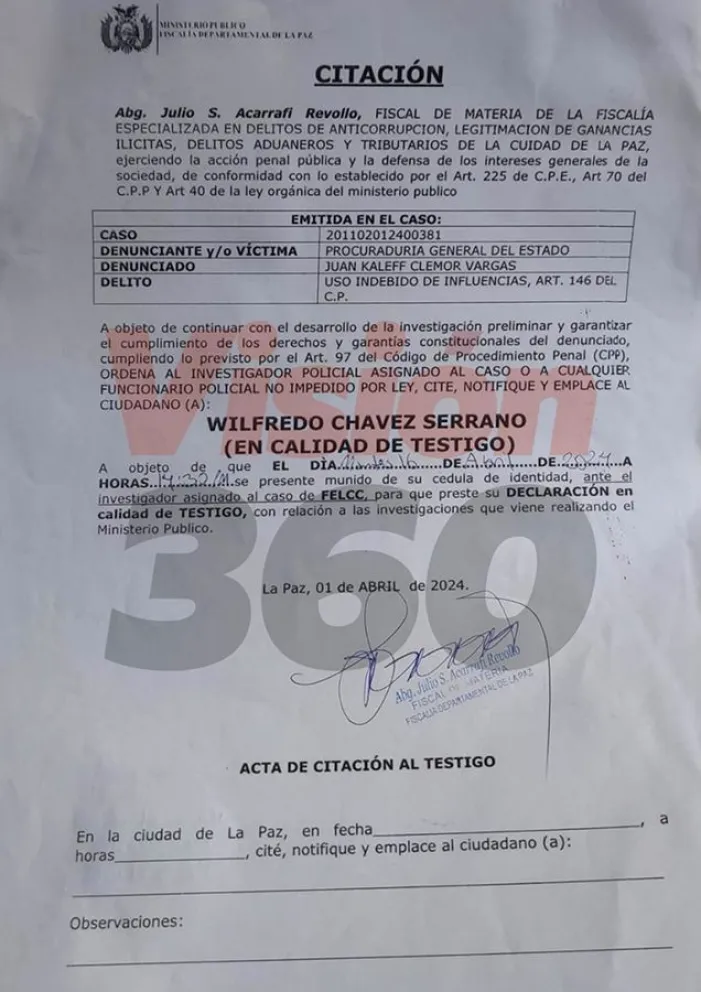 MINISTERIO PUBLICO
FISCALÍA DEPARTAMENTAL DE LA PAZ
CITACIÓN
Abg. Julio S. Acarrafi Revollo, FISCAL DE MATERIA DE LA FISCALÍA
ESPECIALIZADA EN DELITOS DE ANTICORRUPCION, LEGITIMACION DE GANANCIAS
ILICITAS, DELITOS ADUANEROS Y TRIBUTARIOS DE LA CUIDAD DE LA PAZ,
ejerciendo la acción penal pública y la defensa de los intereses generales de la
sociedad, de conformidad con lo establecido por el Art. 225 de C.P.E., Art 70 del
C.P.P Y Art 40 de la ley orgánica del ministerio publico
EMITIDA EN EL CASO:
CASO 201102012400381
DENUNCIANTE y/o VÍCTIMA PROCURADURIA GENERAL DEL ESTADO
DENUNCIADO JUAN KALEFF CLEMOR VARGAS
DELITO USO INDEBIDO DE INFLUENCIAS, ART. 146 DEL
C.P.
A objeto de continuar con el desarrollo de la investigación preliminar y garantizar
el cumplimiento de los derechos y garantías constitucionales del denunciado,
cumpliendo lo previsto por el Art. 97 del Código de Procedimiento Penal (CPP),
ORDENA AL INVESTIGADOR POLICIAL ASIGNADO AL CASO O A CUALQUIER
FUNCIONARIO POLICIAL NO IMPEDIDO POR LEY, CITE, NOTIFIQUE Y EMPLACE AL
CIUDADANO (A):
WILFREDO CHAVEZ SERRANO
(EN CALIDAD DE TESTIGO)
A objeto de que EL DÍA Martes 16 DE Abril DE 2024 A
HORAS se presente munido de su cedula de identidad, ante el
investigador asignado al caso de FELCC, para que preste su DECLARACIÓN en
calidad de TESTIGO, con relación a las investigaciones que viene realizando el
Ministerio Publico.
Visión
360
La Paz, 01 de ABRIL de 2024.
Abg. Julio S. Acarrafi Revollo
FISCAL DE MATERIA
FISCALIA DEPARTAMENTAL DE LA PAZ
ACTA DE CITACIÓN AL TESTIGO
En la ciudad de La Paz, en fecha____________________, a
horas__________, cité, notifique y emplace al ciudadano (a):
Observaciones: